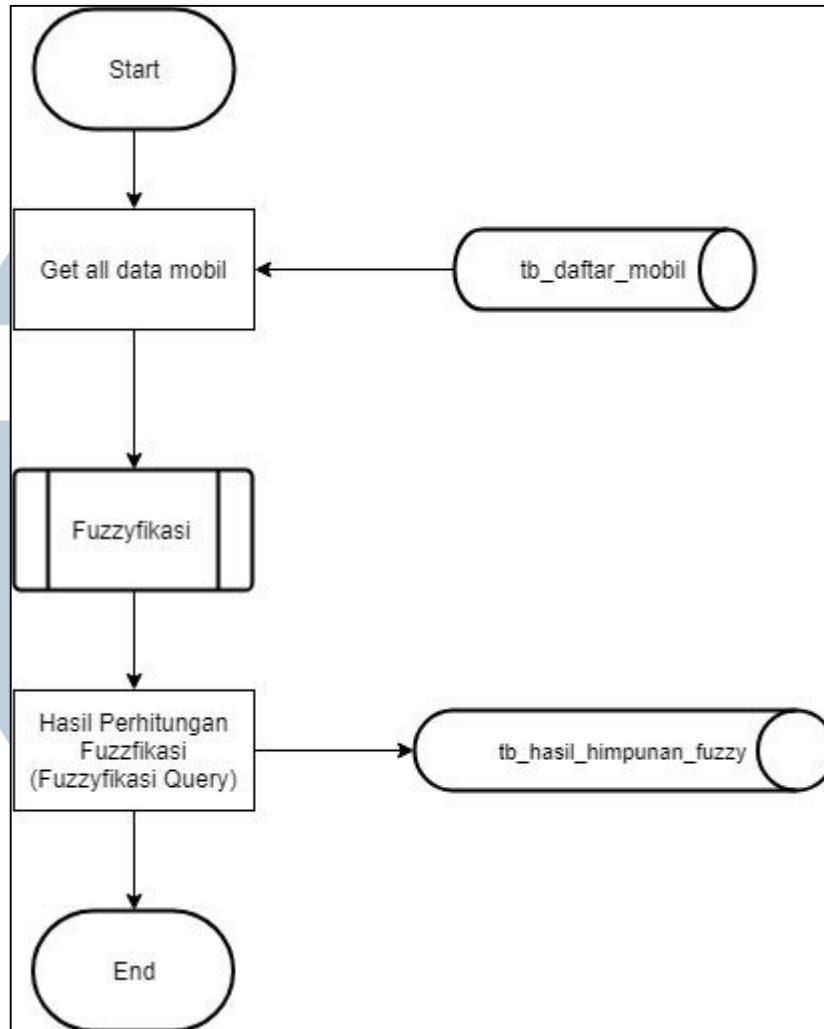 Start
Get all data mobil
tb_daftar_mobil
Fuzzyfikasi
Hasil Perhitungan
Fuzzfikasi
(Fuzzyfikasi Query)
tb_hasil_himpunan_fuzzy
End